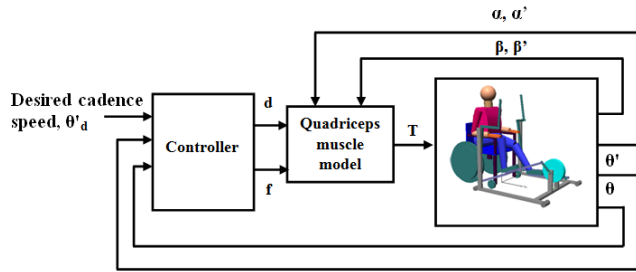 α, α’
β, β’
Desired cadence
speed, θ'd
d
Controller
Quadriceps
muscle
model
T
f
θ'
θ